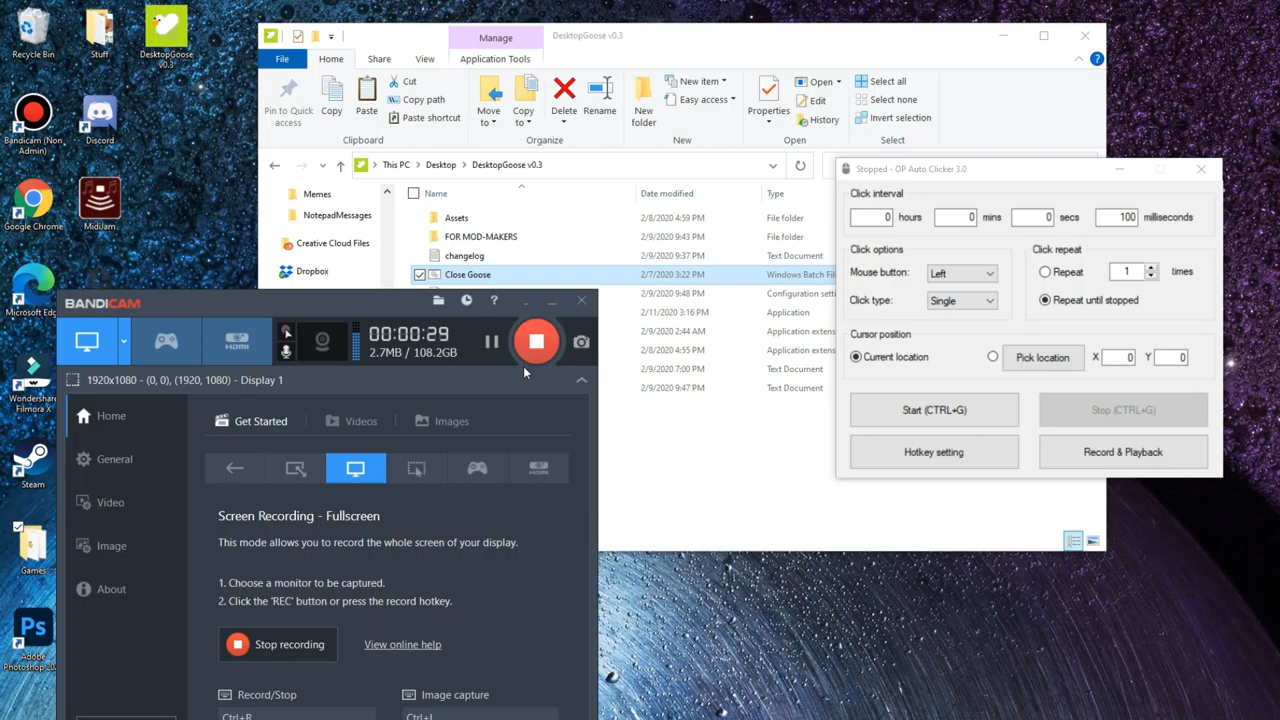 Recycle Bin
Stuff
DesktopGoose v0.3
Bandicam (Non Admin)
Discord
Google Chrome
MidiJam
Microsoft Edge
Wondershare Filmora X
Steam
Games
Adobe Photoshop 20
Manage
DesktopGoose v0.3
File
Home
Share
View
Application Tools
Pin to Quick access
Copy
Paste
Cut
Copy path
Paste shortcut
Clipboard
Move to
Copy to
Delete
Rename
Organize
New folder
New item
Easy access
New
Properties
Open
Edit
History
Open
Select all
Select none
Invert selection
Select
This PC > Desktop > DesktopGoose v0.3
Memes
NotepadMessages
Creative Cloud Files
Dropbox
Name Date modified Type
Assets 2/8/2020 4:59 PM File folder
FOR MOD-MAKERS 2/9/2020 9:43 PM File folder
changelog 2/9/2020 9:37 PM Text Document
Close Goose 2/7/2020 3:22 PM Windows Batch Fi
2/9/2020 9:48 PM Configuration setti
2/11/2020 3:16 PM Application
2/9/2020 2:44 AM Application extens
2/8/2020 4:55 PM Application extens
2/9/2020 7:00 PM Text Document
2/9/2020 9:47 PM Application extens
Stopped - OP Auto Clicker 3.0
Click interval
0 hours 0 mins 0 secs 100 milliseconds
Click options
Mouse button: Left
Click type: Single
Click repeat
Repeat 1 times
Repeat until stopped
Cursor position
Current location
Pick location X 0 Y 0
Start (CTRL+G)
Stop (CTRL+G)
Hotkey setting
Record & Playback
BANDICAM
HDMI
00:00:29
2.7MB / 108.2GB
1920x1080 - (0, 0), (1920, 1080) - Display 1
Home
General
Video
Image
About
Get Started
Videos
Images
HDMI
Screen Recording - Fullscreen
This mode allows you to record the whole screen of your display.
1. Choose a monitor to be captured.
2. Click the 'REC' button or press the record hotkey.
Stop recording
View online help
Record/Stop
Image capture
Ctrl+R